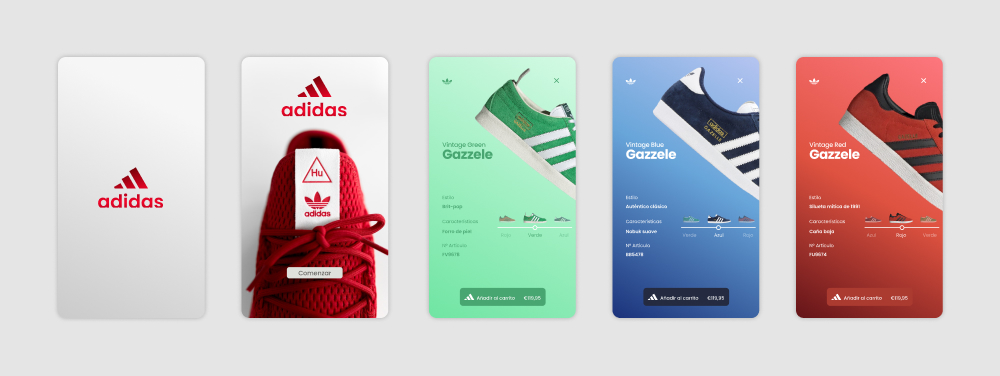 adidas
adidas
Hu
adidas
Comenzar
Vintage Green
Gazzele
Estilo
Brit-pop
Características
Forro de piel
Rojo Verde Azul
Nº Artículo
Añadir al carrito €119,95
adidas
GAZELLE
Vintage Blue
Gazzele
Estilo
Auténtico clásico
Características
Nobuk suave
Verde Azul Rojo
Nº Artículo
BB5478
Añadir al carrito €119,95
Vintage Red
Gazzele
Estilo
Silueta mítica de 1991
Características
Caña baja
Azul Rojo Verde
Nº Artículo
Añadir al carrito €119,95